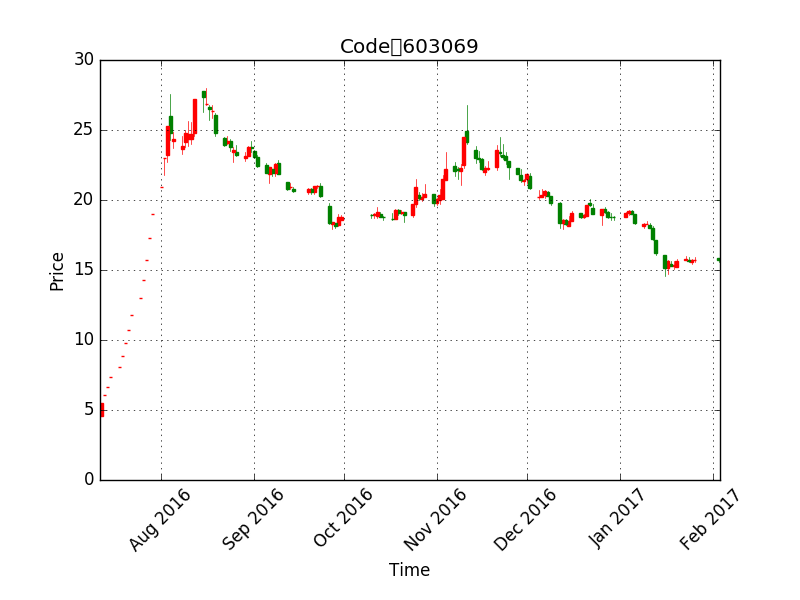 Code▯603069
30
25
20
15
10
5
0
Price
Aug 2016
Sep 2016
Oct 2016
Nov 2016
Dec 2016
Jan 2017
Feb 2017
Time